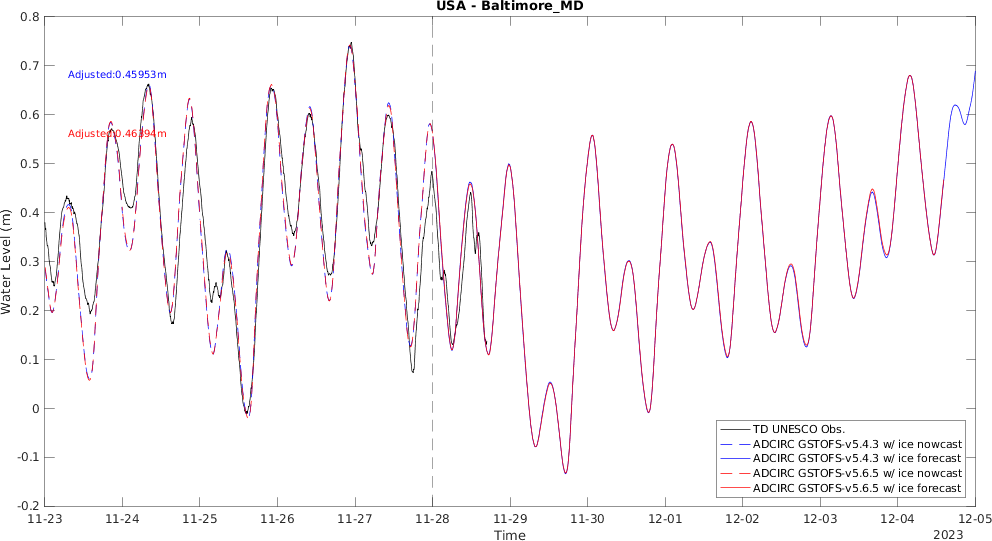 USA - Baltimore_MD
0.8
0.7
0.6
0.5
0.4
0.3
0.2
0.1
0
-0.1
-0.2
Water Level (m)
Adjusted:0.45953m
Adjusted:0.46394m
TD UNESCO Obs.
ADCIRC GSTOFS-v5.4.3 w/ ice nowcast
ADCIRC GSTOFS-v5.4.3 w/ ice forecast
ADCIRC GSTOFS-v5.6.5 w/ ice nowcast
ADCIRC GSTOFS-v5.6.5 w/ ice forecast
11-23 11-24 11-25 11-26 11-27 11-28 11-29 11-30 12-01 12-02 12-03 12-04 12-05
Time
2023